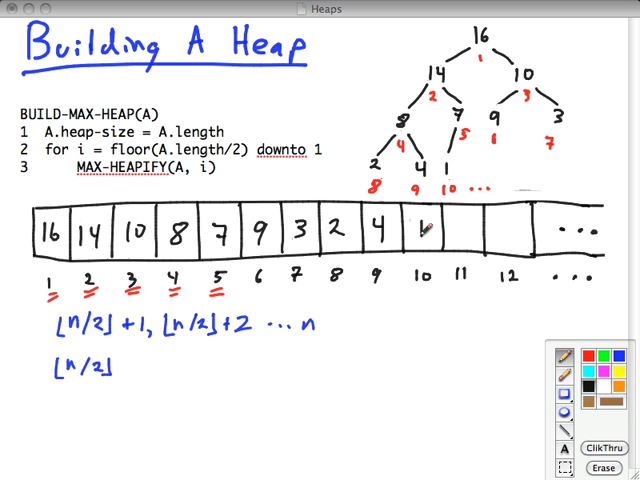 Heaps
Building A Heap
16
1
14 10
2 3
8 7 9 3
4 5 6 7
2 4 1
8 9 10 ...
BUILD-MAX-HEAP(A)
1 A.heap-size = A.length
2 for i = floor(A.length/2) downto 1
3 MAX-HEAPIFY(A, i)
16 14 10 8 7 9 3 2 4 1 ...
1 2 3 4 5 6 7 8 9 10 11 12 ...
⌊n/2⌋+1, ⌊n/2⌋+2 ... n
⌊n/2⌋
A
ClikThru
Erase